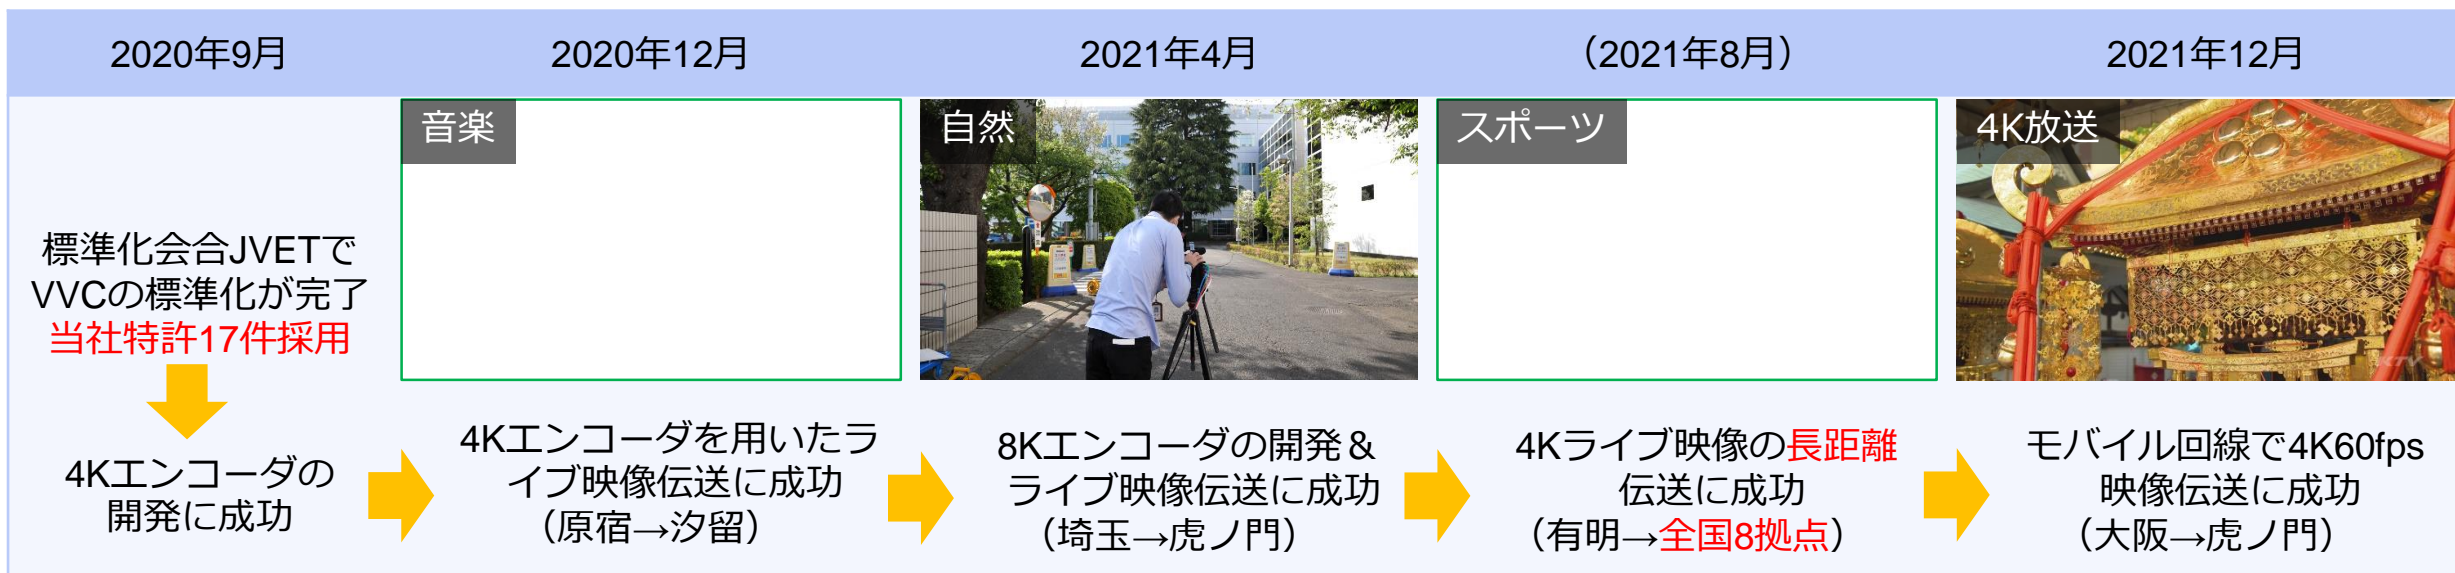 2020年9月
2020年12月
2021年4月
（2021年8月）
2021年12月
標準化会合JVETで
VVCの標準化が完了
当社特許17件採用
4Kエンコーダの
開発に成功
音楽
4Kエンコーダを用いたラ
イブ映像伝送に成功
（原宿→汐留）
自然
8Kエンコーダの開発＆
ライブ映像伝送に成功
（埼玉→虎ノ門）
スポーツ
4Kライブ映像の長距離
伝送に成功
（有明→全国8拠点）
4K放送
KTV
モバイル回線で4K60fps
映像伝送に成功
（大阪→虎ノ門）